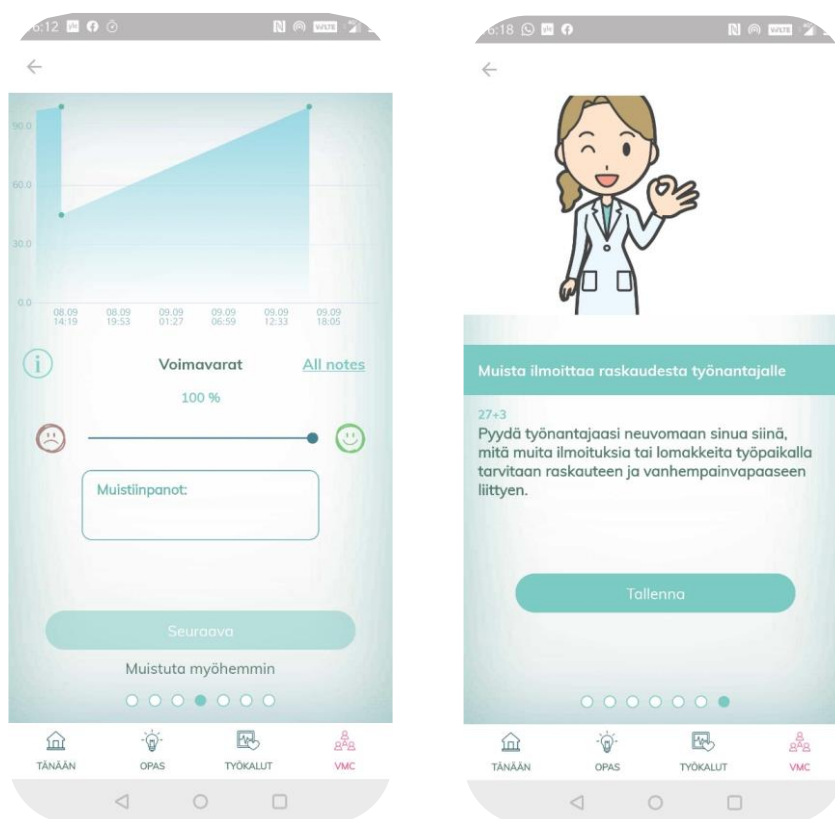 6:12
VoLTE
90.0
60.0
30.0
0.0
08.09 08.09 09.09 09.09 09.09 09.09
14:19 19:53 01:27 06:59 12:33 18:05
i
Voimavarat All notes
100 %
Muistiinpanot:
Seuraava
Muistuta myöhemmin
TÄNÄÄN OPAS TYÖKALUT VMC
6:18
VoLTE
Muista ilmoittaa raskaudesta työnantajalle
27+3
Pyydä työnantajaasi neuvomaan sinua siinä,
mitä muita ilmoituksia tai lomakkeita työpaikalla
tarvitaan raskauteen ja vanhempainvapaaseen
liittyen.
Tallenna
TÄNÄÄN OPAS TYÖKALUT VMC